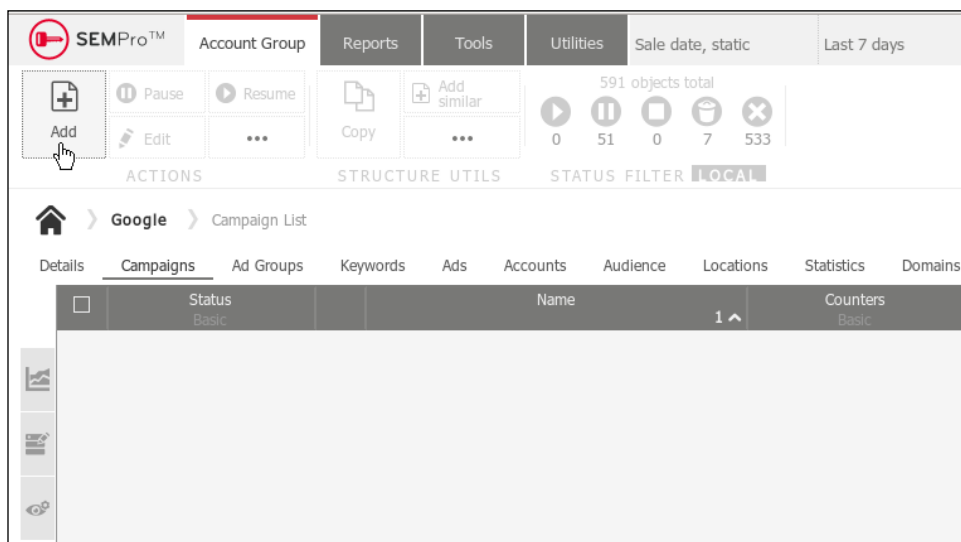 SEMPro™ Account Group Reports Tools Utilities Sale date, static Last 7 days
591 objects total
Add Pause Resume Copy Add similar
Edit ••• •••
0 51 0 7 533
ACTIONS STRUCTURE UTILS STATUS FILTER LOCAL
Google Campaign List
Details Campaigns Ad Groups Keywords Ads Accounts Audience Locations Statistics Domains
Status Name Counters
Basic 1 Basic